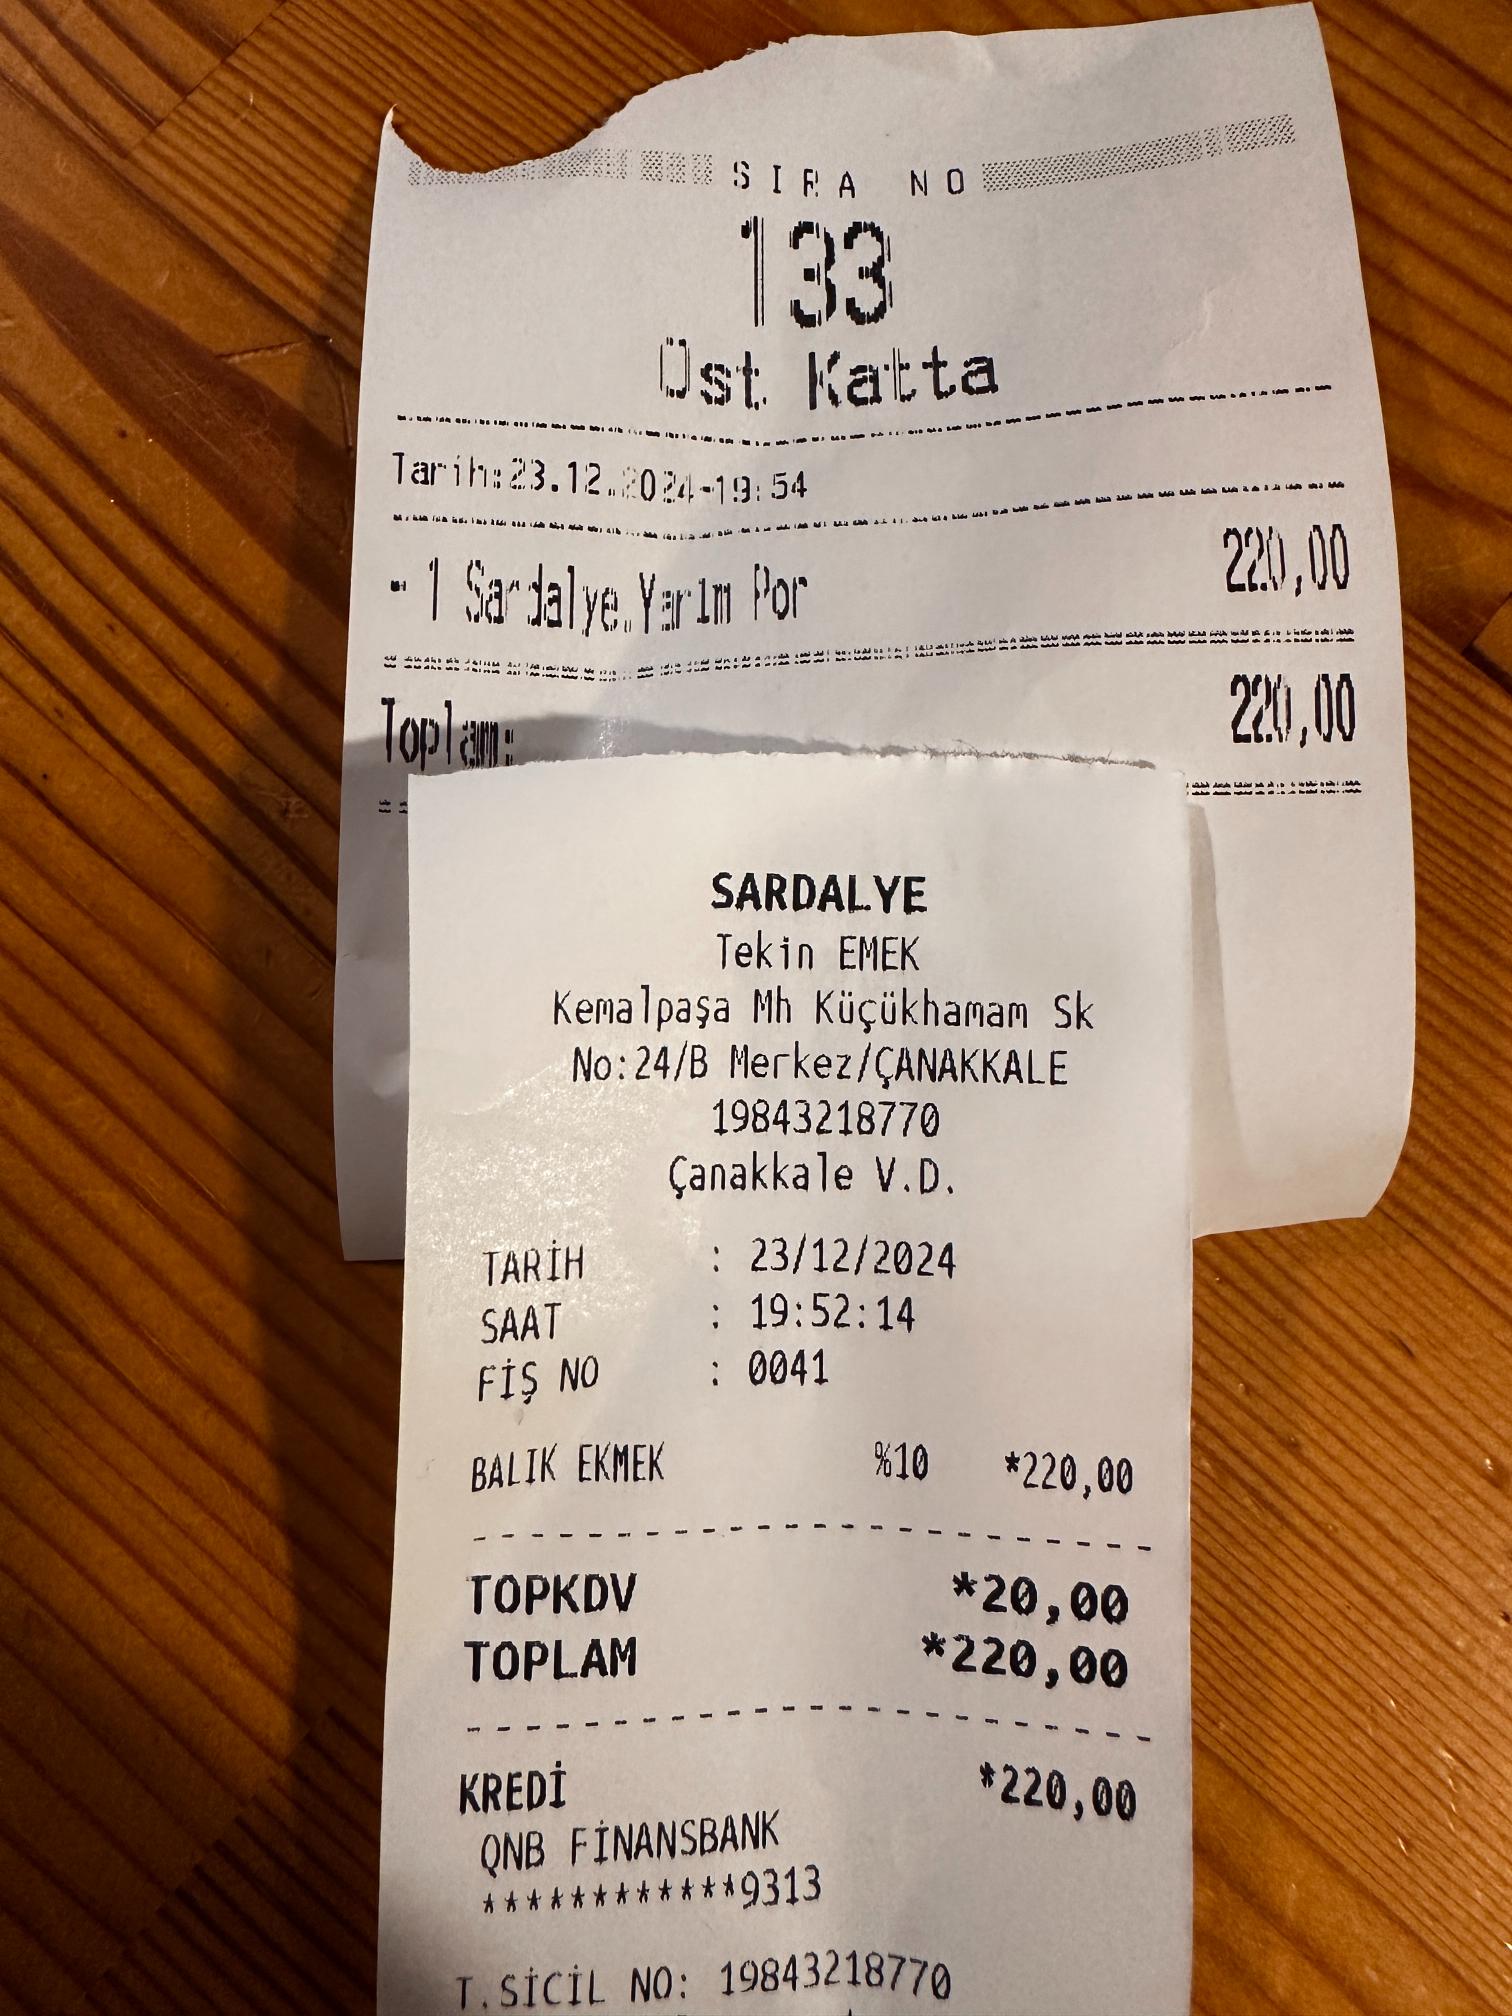 SIRA NO
133
Üst Katta
Tarih:23.12.2024-19:54
- 1 Sardalye.Yarım Por 220,00
Toplam: 220,00
SARDALYE
Tekin EMEK
Kemalpaşa Mh Küçükhamam Sk
No:24/B Merkez/ÇANAKKALE
19843218770
Çanakkale V.D.
TARİH : 23/12/2024
SAAT : 19:52:14
FİŞ NO : 0041
BALIK EKMEK %10 *220,00
TOPKDV *20,00
TOPLAM *220,00
KREDİ *220,00
QNB FİNANSBANK
************9313
T.SİCİL NO: 19843218770